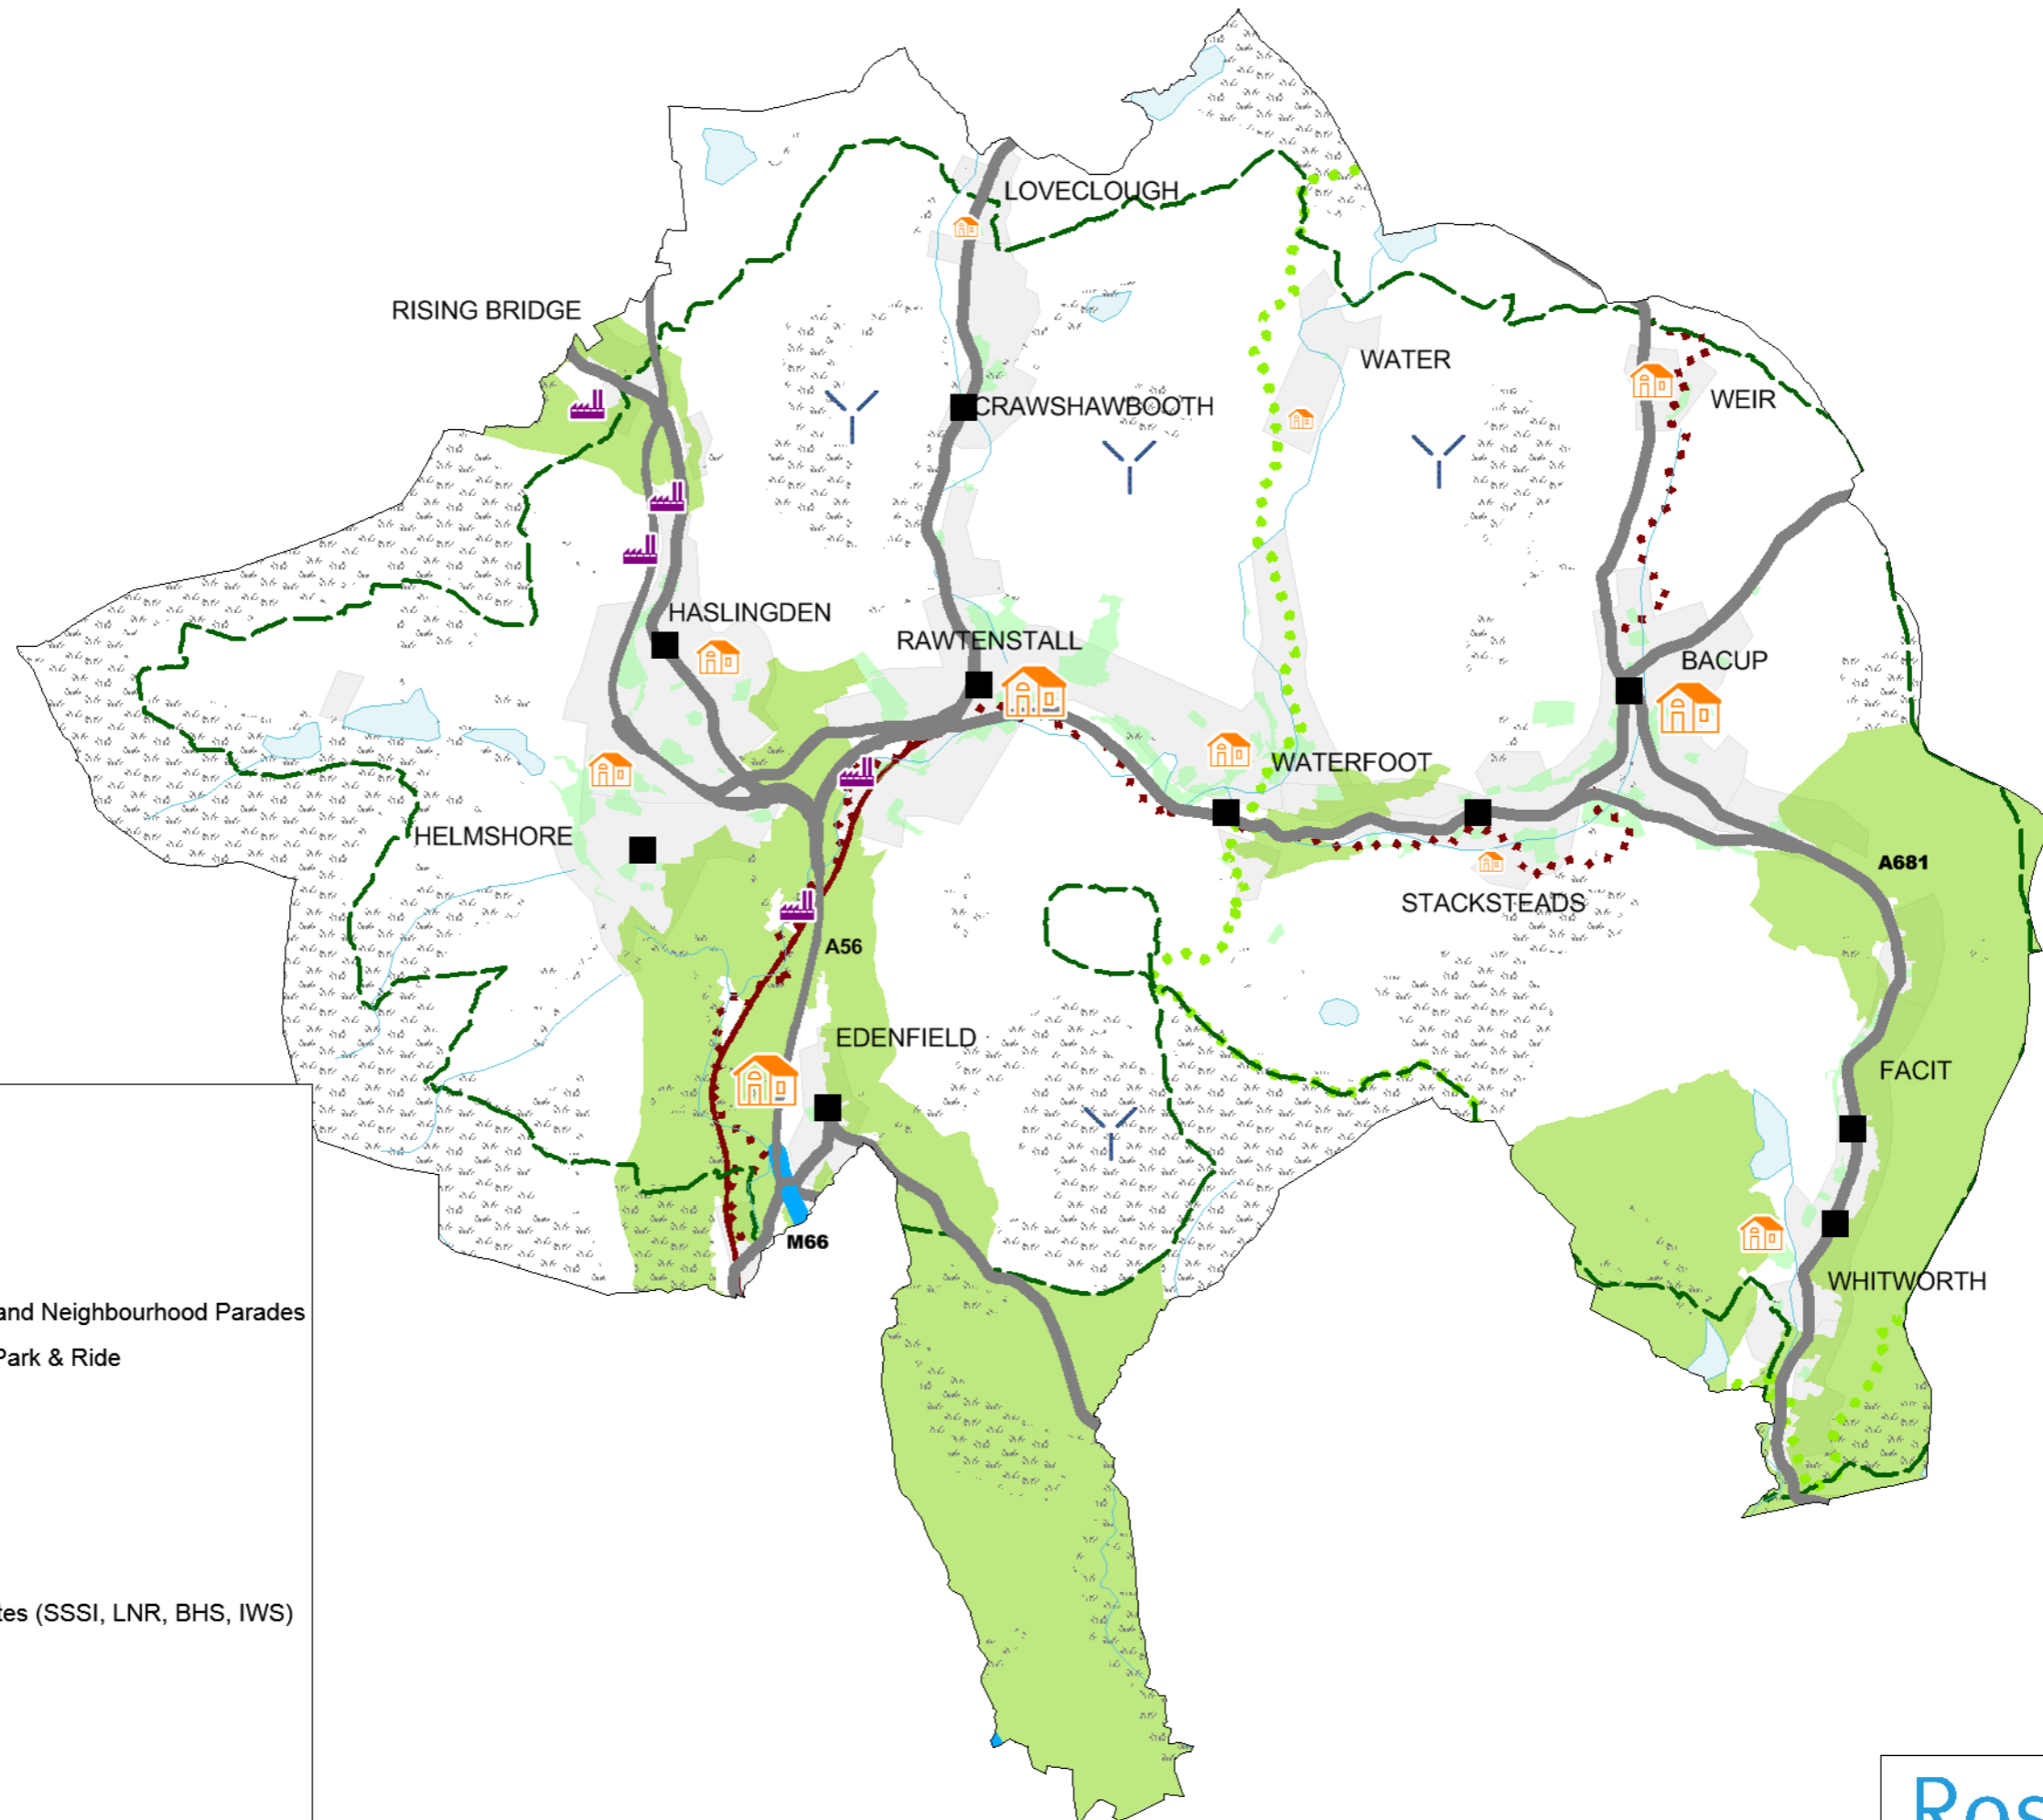 LOVECLOUGH
RISING BRIDGE
WATER
WEIR
CRAWSHAWBOOTH
HASLINGDEN
RAWTENSTALL
BACUP
WATERFOOT
HELMSHORE
A681
STACKSTEADS
A56
EDENFIELD
FACIT
M66
WHITWORTH
and Neighbourhood Parades
Park & Ride
tes (SSSI, LNR, BHS, IWS)
Ros